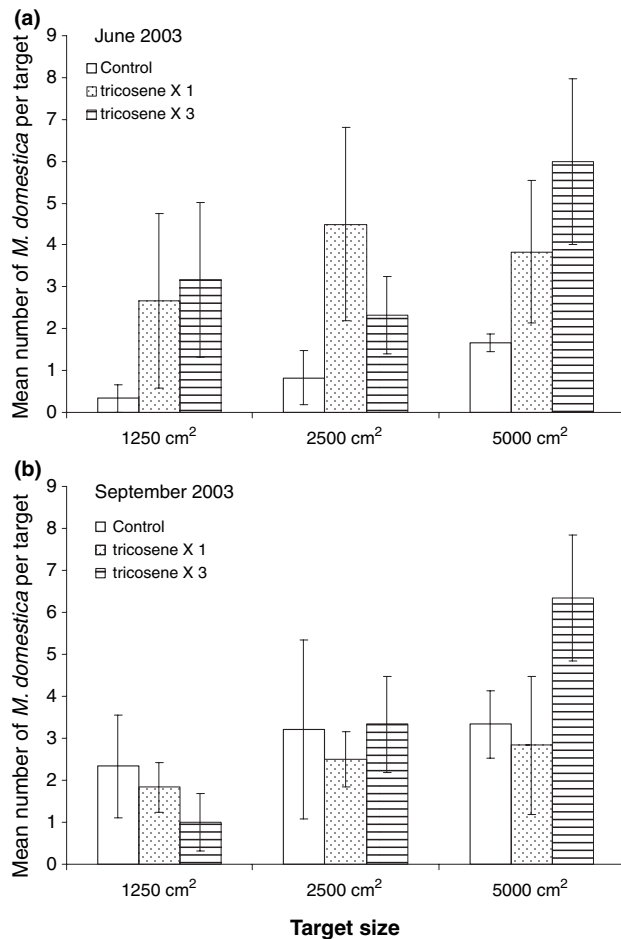 (a)
June 2003
Control
tricosene X 1
tricosene X 3
Mean number of M. domestica per target
9
8
7
6
5
4
3
2
1
0
1250 cm² 2500 cm² 5000 cm²
(b)
September 2003
Control
tricosene X 1
tricosene X 3
Mean number of M. domestica per target
9
8
7
6
5
4
3
2
1
0
1250 cm² 2500 cm² 5000 cm²
Target size